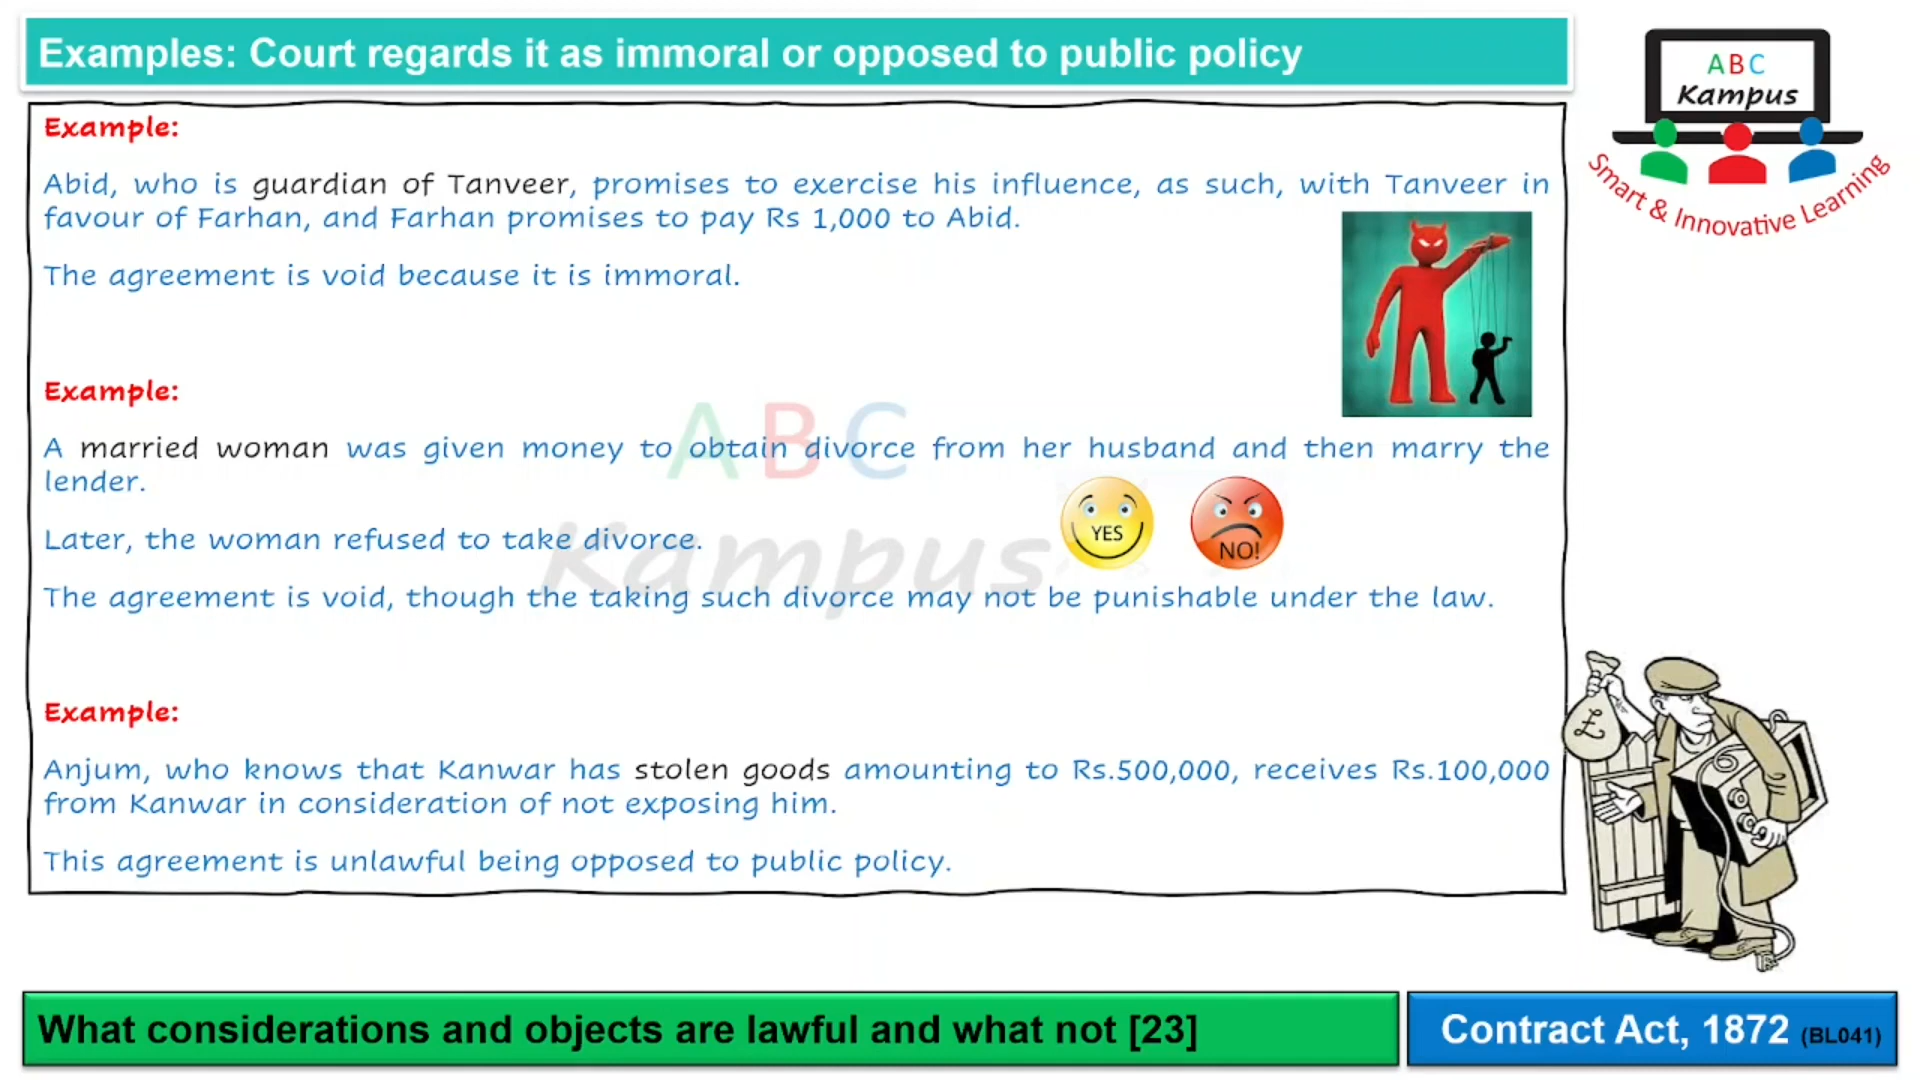 Examples: Court regards it as immoral or opposed to public policy
ABC
Kampus
Smart & Innovative Learning
Example:
Abid, who is guardian of Tanveer, promises to exercise his influence, as such, with Tanveer in
favour of Farhan, and Farhan promises to pay Rs 1,000 to Abid.
The agreement is void because it is immoral.
Example:
A married woman was given money to obtain divorce from her husband and then marry the
lender.
YES
NO!
Later, the woman refused to take divorce.
The agreement is void, though the taking such divorce may not be punishable under the law.
ABC
Kampus
Example:
Anjum, who knows that Kanwar has stolen goods amounting to Rs.500,000, receives Rs.100,000
from Kanwar in consideration of not exposing him.
This agreement is unlawful being opposed to public policy.
£
What considerations and objects are lawful and what not [23]
Contract Act, 1872 (BL041)